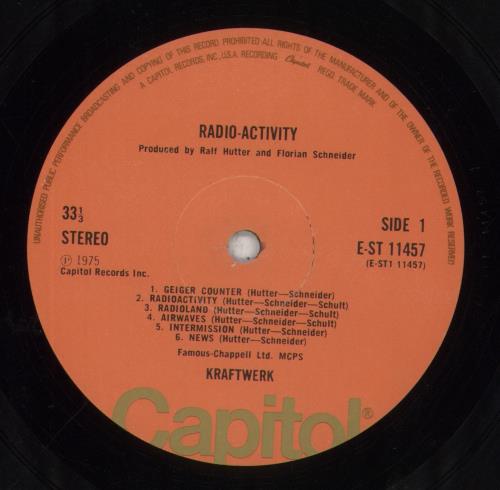 UNAUTHORISED PUBLIC PERFORMANCE BROADCASTING AND COPYING OF THIS RECORD PROHIBITED·ALL RIGHTS OF THE MANUFACTURER AND OF THE OWNER OF THE RECORDED WORK RESERVED
A CAPITOL RECORDS, INC., U.S.A. RECORDING Capitol REGD. TRADE MARK
RADIO-ACTIVITY
Produced by Ralf Hutter and Florian Schneider
33⅓
STEREO
℗ 1975
Capitol Records Inc.
SIDE 1
E-ST 11457
(E-ST1 11457)
1. GEIGER COUNTER (Hutter—Schneider)
2. RADIOACTIVITY (Hutter—Schneider—Schult)
3. RADIOLAND (Hutter—Schneider—Schult)
4. AIRWAVES (Hutter—Schneider—Schult)
5. INTERMISSION (Hutter—Schneider)
6. NEWS (Hutter—Schneider)
Famous-Chappell Ltd. MCPS
KRAFTWERK
Capitol®